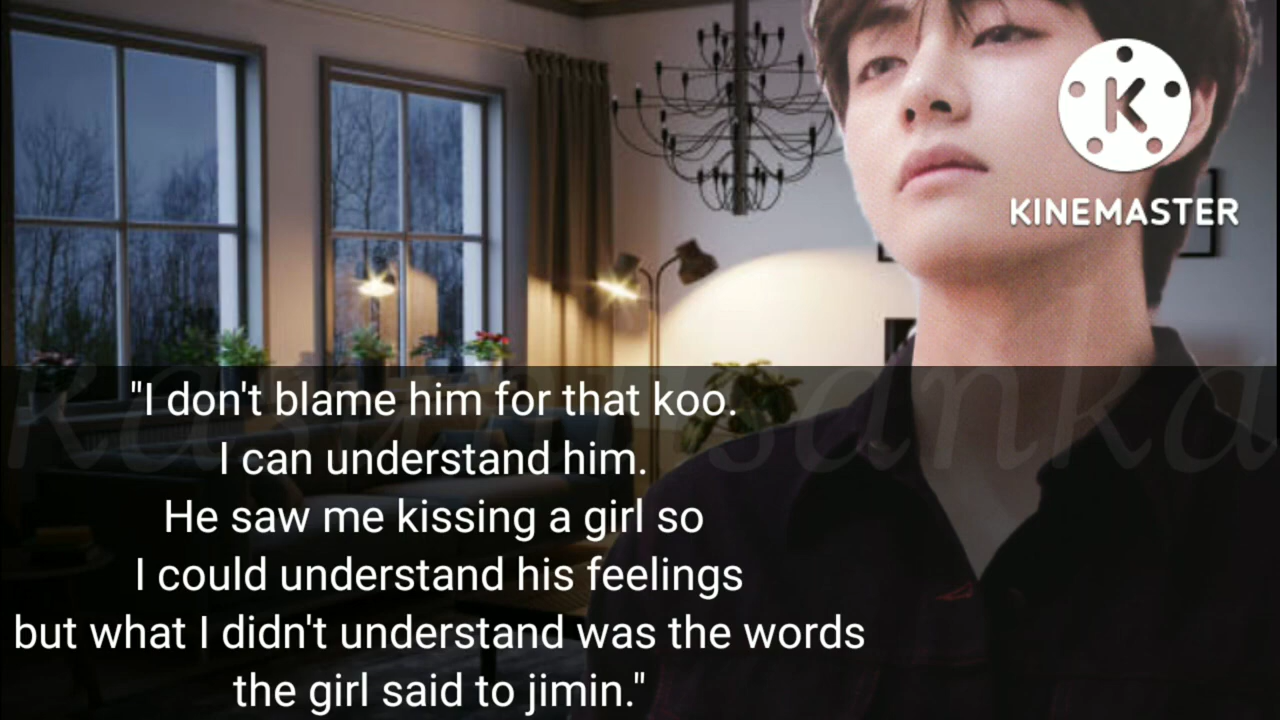 KINEMASTER
"I don't blame him for that koo.
I can understand him.
He saw me kissing a girl so
I could understand his feelings
but what I didn't understand was the words
the girl said to jimin."